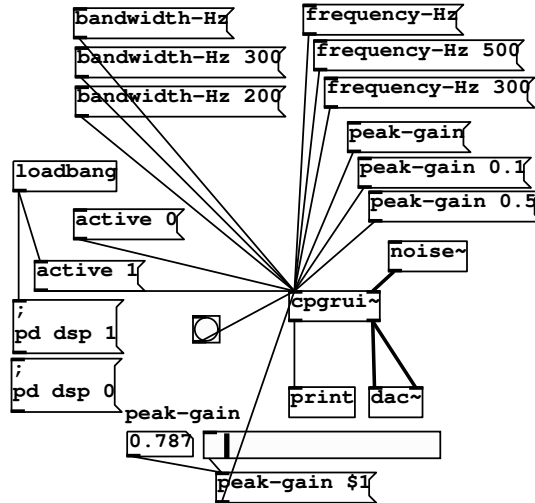 bandwidth-Hz
frequency-Hz
bandwidth-Hz 300
frequency-Hz 500
bandwidth-Hz 200
frequency-Hz 300
peak-gain
loadbang
peak-gain 0.1
peak-gain 0.5
active 0
noise~
active 1
cpgrui~
;
pd dsp 1
;
pd dsp 0
print
dac~
peak-gain
0.787
peak-gain $1